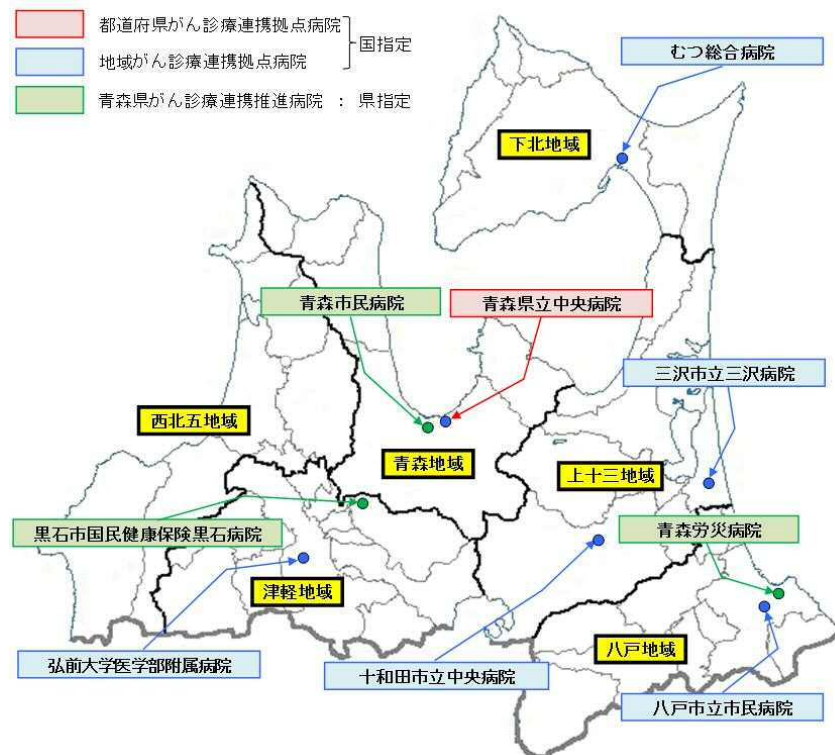 都道府県がん診療連携拠点病院
地域がん診療連携拠点病院
国指定
青森県がん診療連携推進病院 : 県指定
むつ総合病院
下北地域
青森市民病院
青森県立中央病院
三沢市立三沢病院
西北五地域
青森地域
上十三地域
黒石市国民健康保険黒石病院
青森労災病院
津軽地域
八戸地域
弘前大学医学部附属病院
十和田市立中央病院
八戸市立市民病院